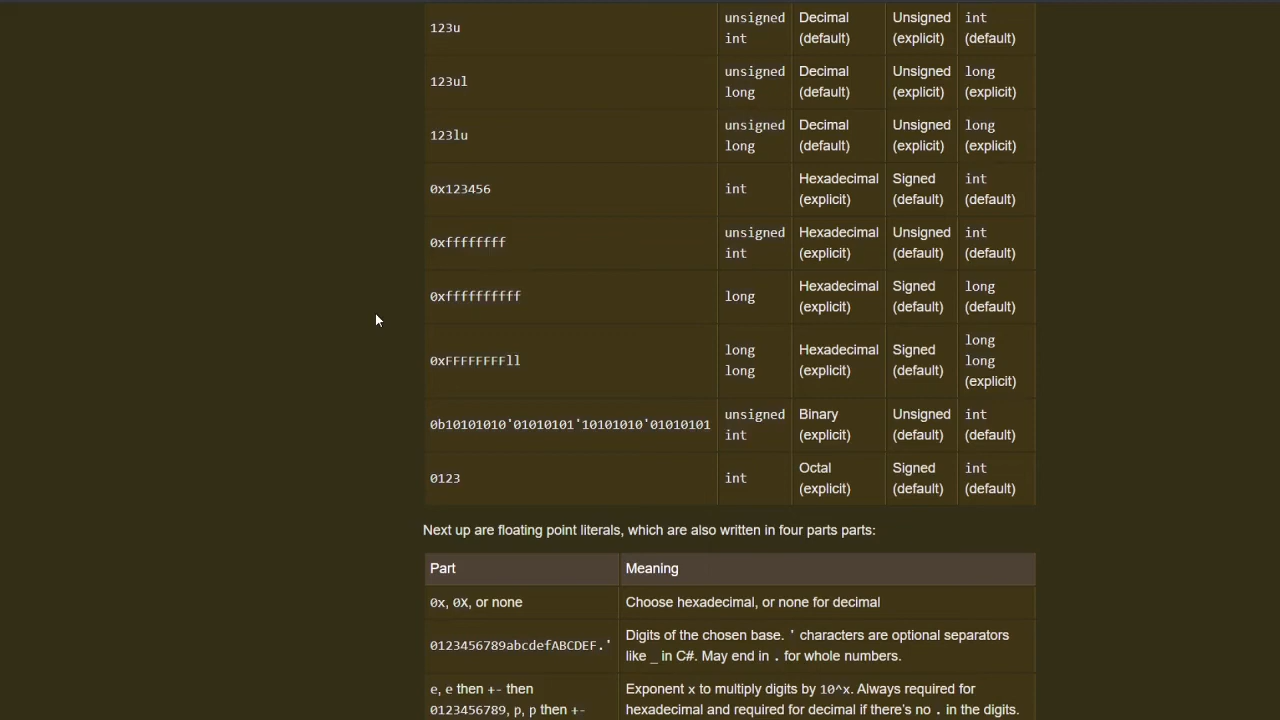 123u unsigned int Decimal (default) Unsigned (explicit) int (default)
123ul unsigned long Decimal (default) Unsigned (explicit) long (explicit)
123lu unsigned long Decimal (default) Unsigned (explicit) long (explicit)
0x123456 int Hexadecimal (explicit) Signed (default) int (default)
0xffffffff unsigned int Hexadecimal (explicit) Unsigned (default) int (default)
0xffffffffff long Hexadecimal (explicit) Signed (default) long (default)
0xFFFFFFFFll long long Hexadecimal (explicit) Signed (default) long long (explicit)
0b10101010'01010101'10101010'01010101 unsigned int Binary (explicit) Unsigned (default) int (default)
0123 int Octal (explicit) Signed (default) int (default)
Next up are floating point literals, which are also written in four parts parts:
Part Meaning
0x, 0X, or none Choose hexadecimal, or none for decimal
0123456789abcdefABCDEF.' Digits of the chosen base. ' characters are optional separators
like _ in C#. May end in . for whole numbers.
e, e then +- then Exponent x to multiply digits by 10^x. Always required for
0123456789, p, p then +- hexadecimal and required for decimal if there's no . in the digits.